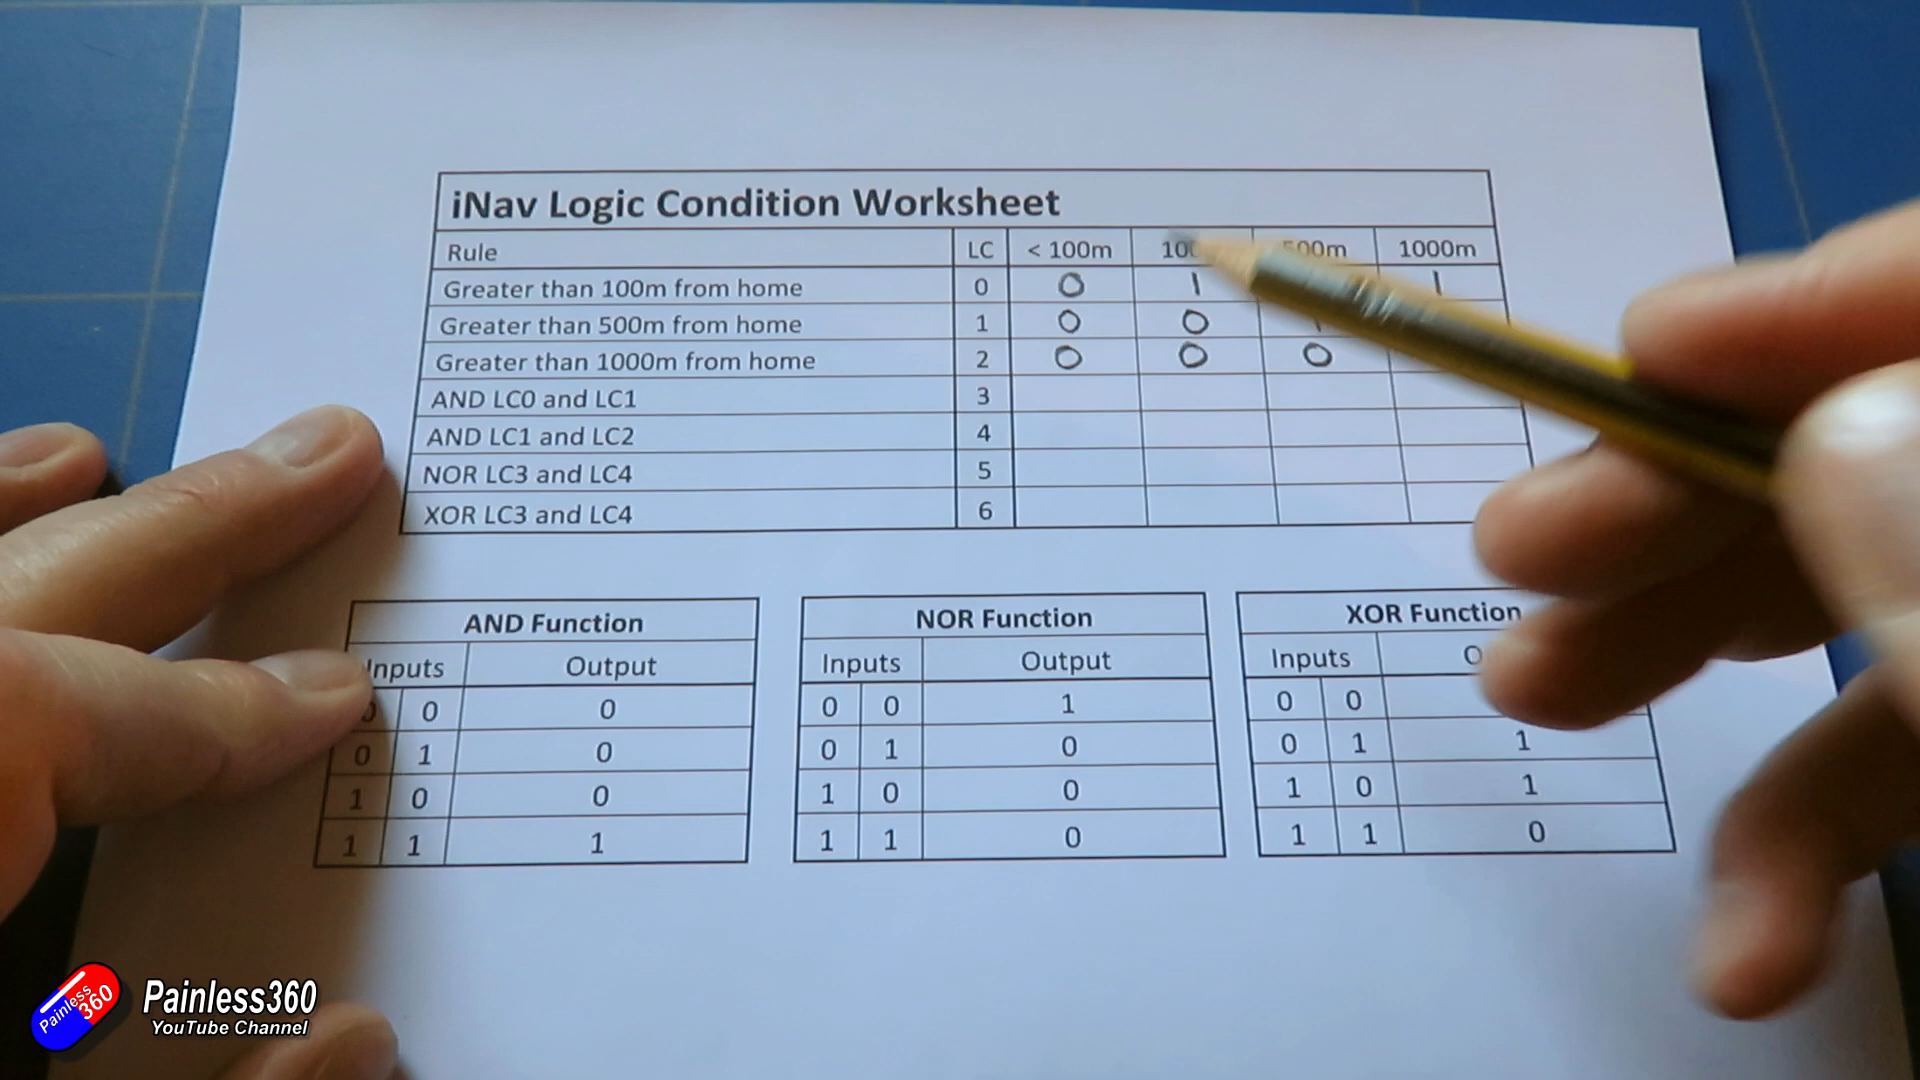 iNav Logic Condition Worksheet
Rule LC < 100m 1000m
Greater than 100m from home 0 0 1 1
Greater than 500m from home 1 0 0
Greater than 1000m from home 2 0 0 0
AND LC0 and LC1 3
AND LC1 and LC2 4
NOR LC3 and LC4 5
XOR LC3 and LC4 6
AND Function
Inputs Output
0 0 0
0 1 0
1 0 0
1 1 1
NOR Function
Inputs Output
0 0 1
0 1 0
1 0 0
1 1 0
XOR Function
Inputs
0 0
0 1 1
1 0 1
1 1 0
Painless360
Painless360
YouTube Channel